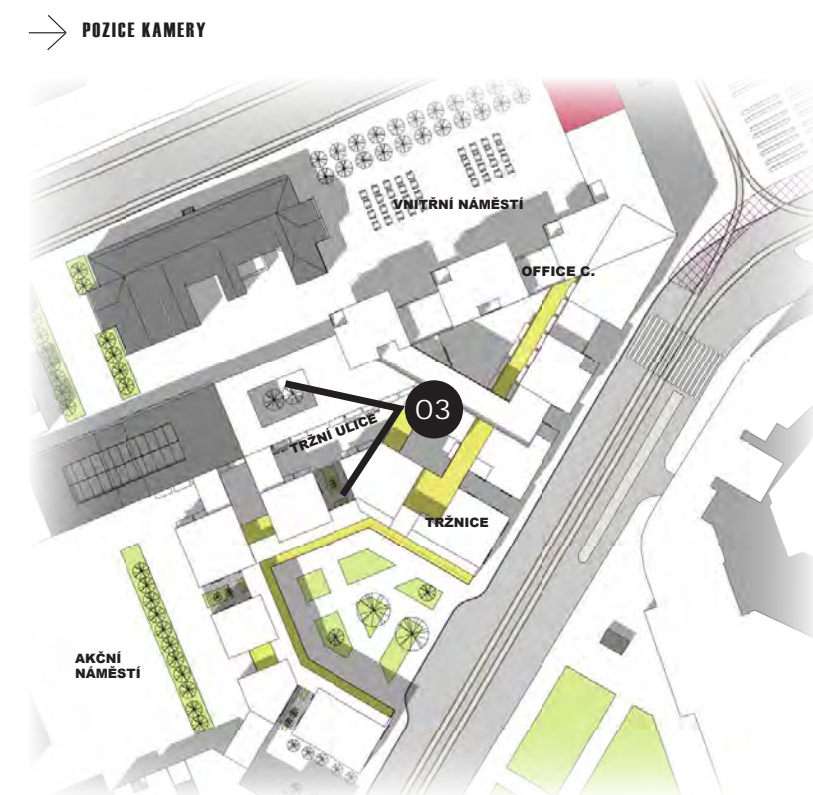 POZICE KAMERY
VNITŘNÍ NÁMĚSTÍ
OFFICE C.
03
TRŽNÍ ULICE
TRŽNICE
AKČNÍ
NÁMĚSTÍ